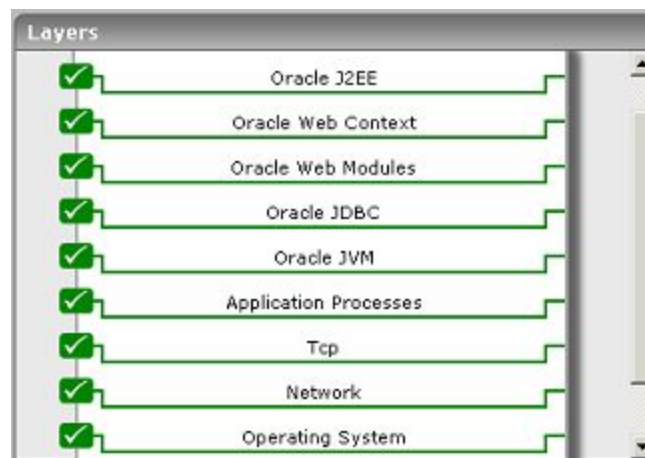 Layers
Oracle J2EE
Oracle Web Context
Oracle Web Modules
Oracle JDBC
Oracle JVM
Application Processes
Tcp
Network
Operating System